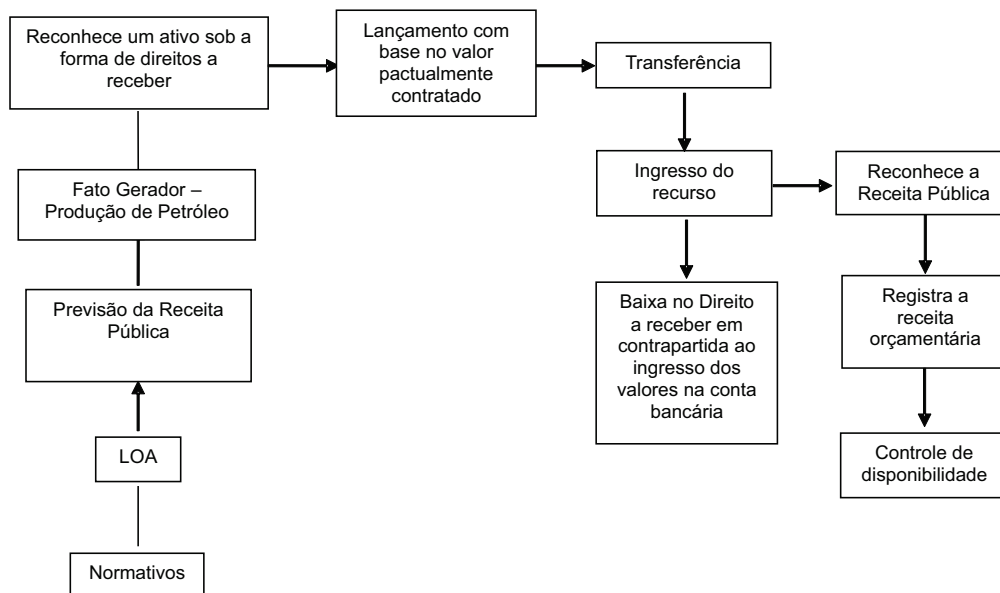 Reconhece um ativo sob a
forma de direitos a
receber
Lançamento com
base no valor
pactualmente
contratado
Transferência
Fato Gerador –
Produção de Petróleo
Ingresso do
recurso
Reconhece a
Receita Pública
Previsão da Receita
Pública
Baixa no Direito
a receber em
contrapartida ao
ingresso dos
valores na conta
bancária
Registra a
receita
orçamentária
LOA
Controle de
disponibilidade
Normativos